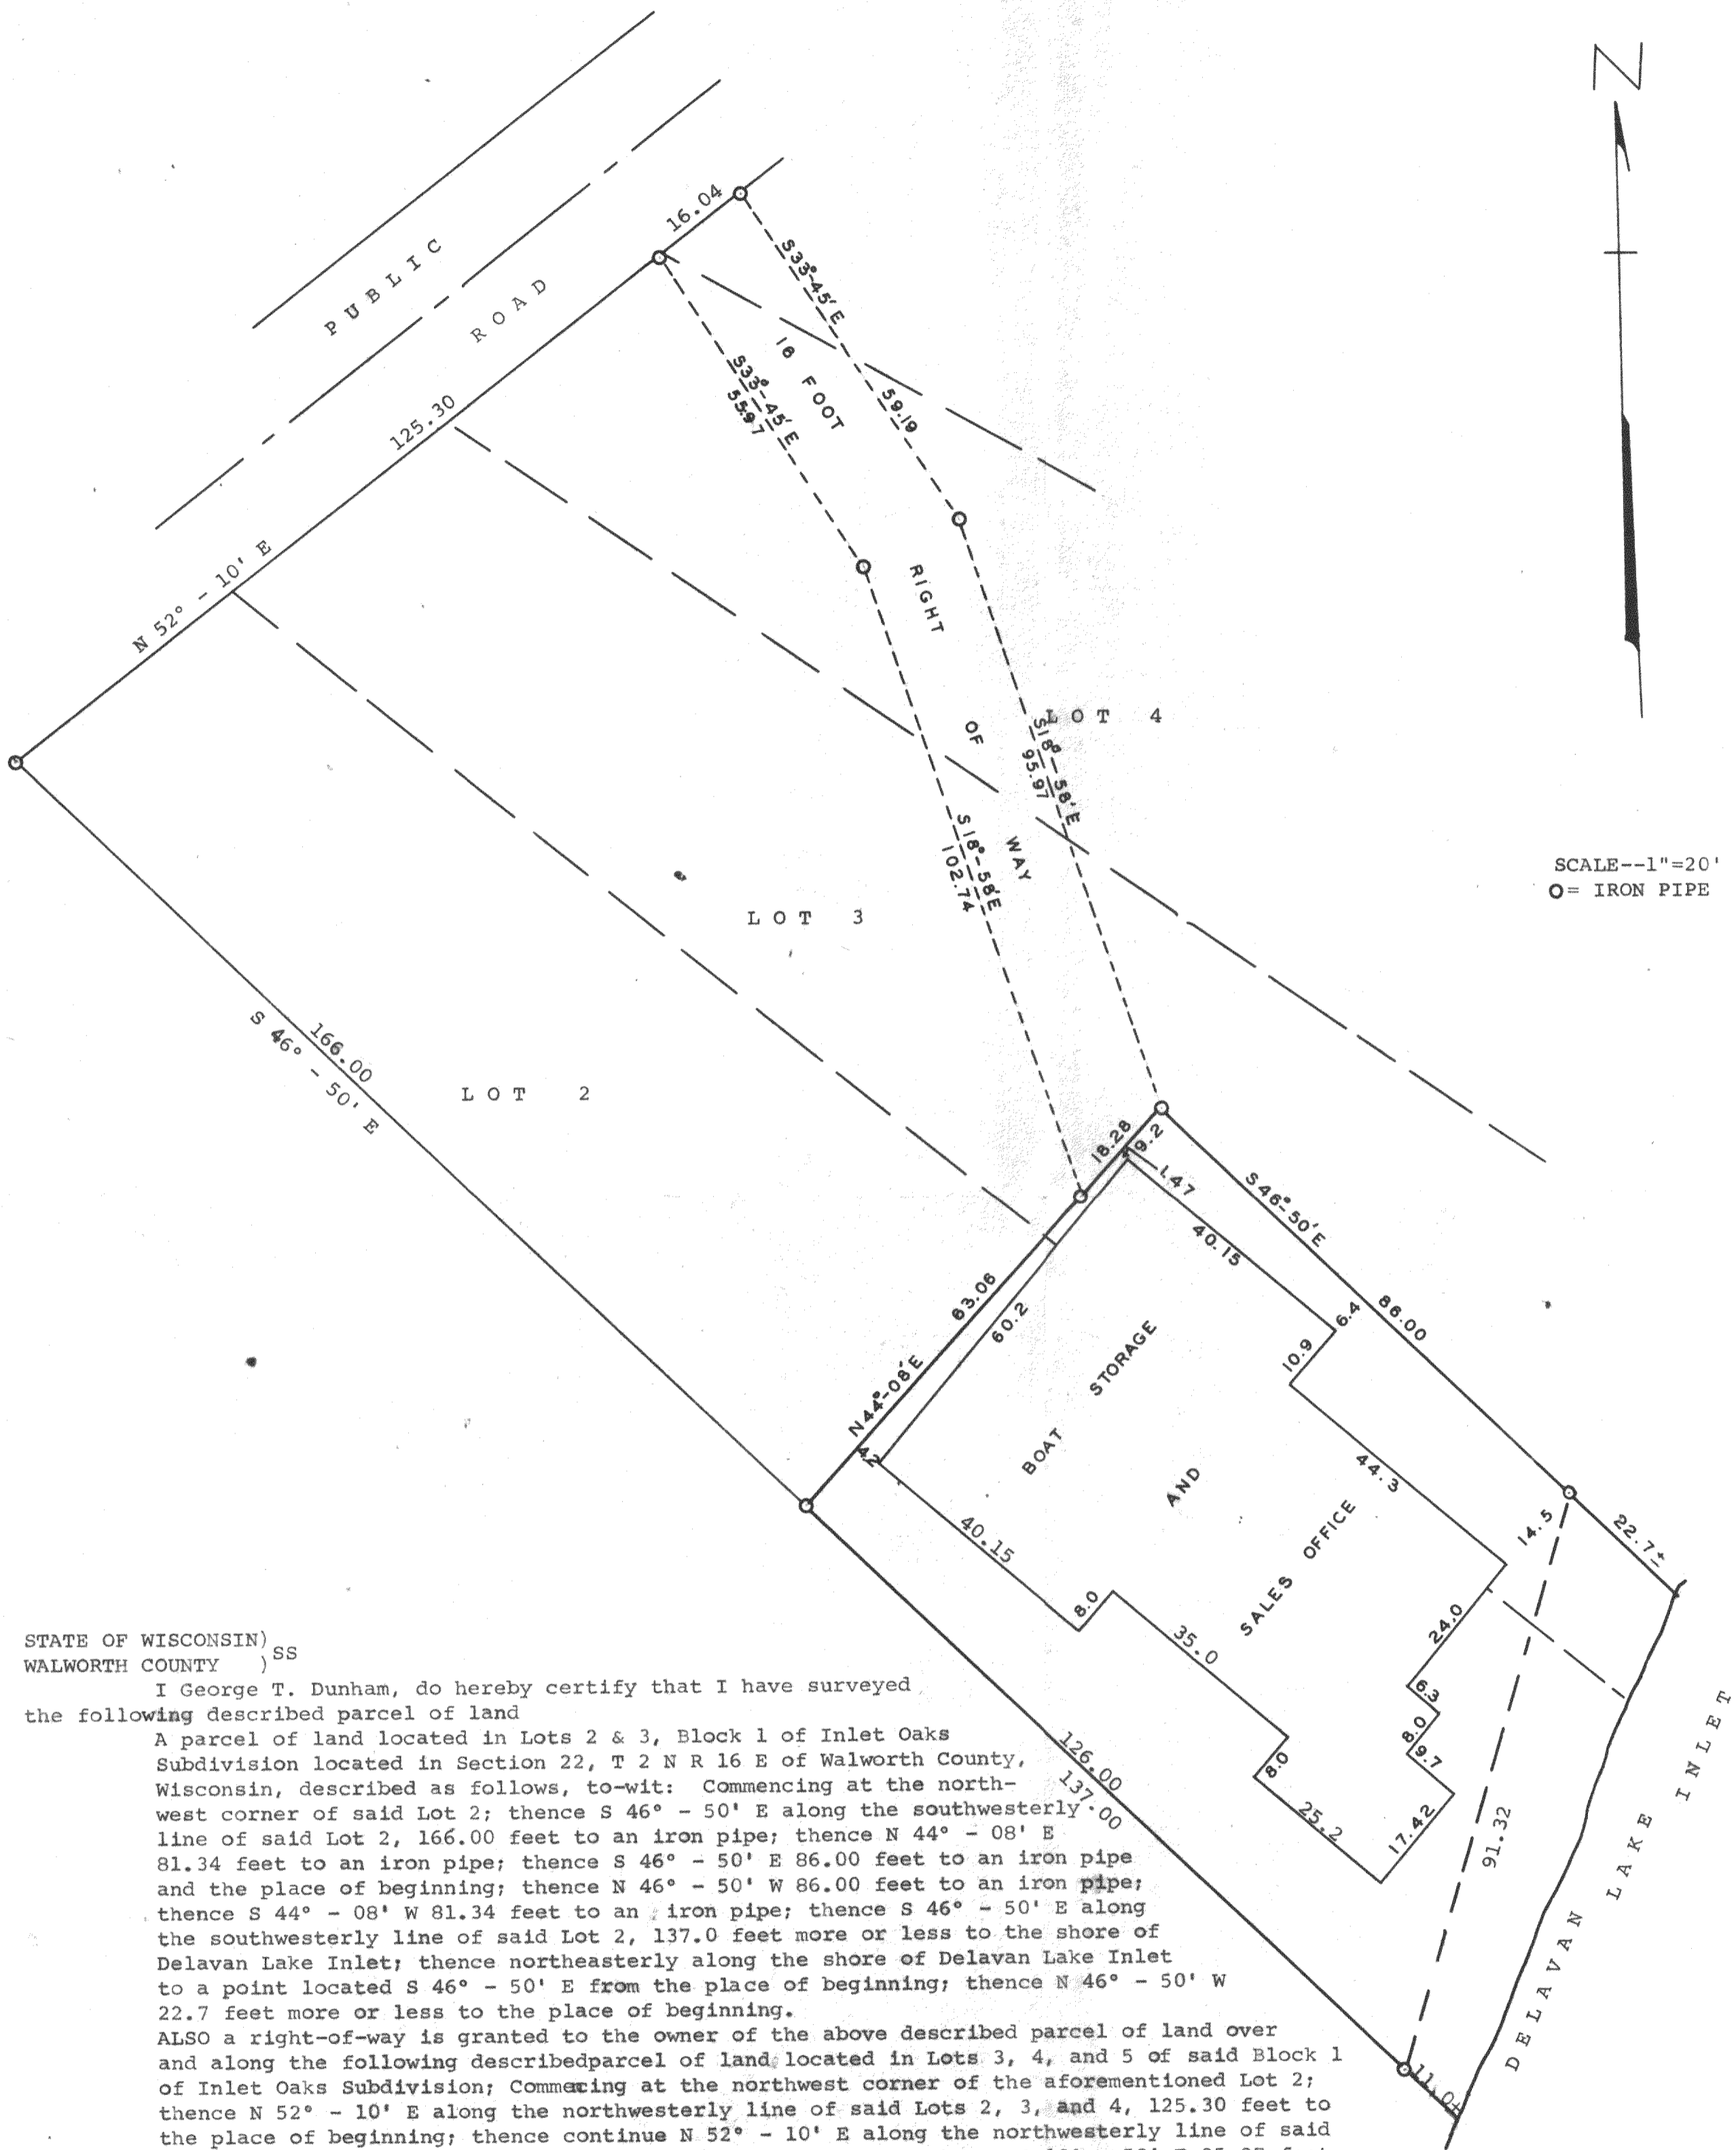 N
PUBLIC
ROAD
16.04
125.30
N 52° - 10' E
S33°-45'E
59.19
S33°-45'E
55.97
16 FOOT
RIGHT
OF
WAY
LOT 4
S18°-58'E
95.97
S18°-58'E
102.74
SCALE--1"=20'
O= IRON PIPE
LOT 3
166.00
S 46° - 50' E
LOT 2
18.28
9.2
1.47
40.15
S46°-50'E
86.00
6.4
10.9
63.06
60.2
N44°-08'E
4.2
BOAT STORAGE
AND
SALES OFFICE
44.3
14.5
22.7±
40.15
8.0
35.0
24.0
6.3
8.0
9.7
8.0
25.2
17.42
126.00
137.00
91.32
11.0±
DELAVAN LAKE INLET
STATE OF WISCONSIN)
WALWORTH COUNTY ) SS
I George T. Dunham, do hereby certify that I have surveyed
the following described parcel of land
A parcel of land located in Lots 2 & 3, Block 1 of Inlet Oaks
Subdivision located in Section 22, T 2 N R 16 E of Walworth County,
Wisconsin, described as follows, to-wit: Commencing at the north-
west corner of said Lot 2; thence S 46° - 50' E along the southwesterly
line of said Lot 2, 166.00 feet to an iron pipe; thence N 44° - 08' E
81.34 feet to an iron pipe; thence S 46° - 50' E 86.00 feet to an iron pipe
and the place of beginning; thence N 46° - 50' W 86.00 feet to an iron pipe;
thence S 44° - 08' W 81.34 feet to an iron pipe; thence S 46° - 50' E along
the southwesterly line of said Lot 2, 137.0 feet more or less to the shore of
Delavan Lake Inlet; thence northeasterly along the shore of Delavan Lake Inlet
to a point located S 46° - 50' E from the place of beginning; thence N 46° - 50' W
22.7 feet more or less to the place of beginning.
ALSO a right-of-way is granted to the owner of the above described parcel of land over
and along the following describedparcel of land located in Lots 3, 4, and 5 of said Block 1
of Inlet Oaks Subdivision; Commecing at the northwest corner of the aforementioned Lot 2;
thence N 52° - 10' E along the northwesterly line of said Lots 2, 3, and 4, 125.30 feet to
the place of beginning; thence continue N 52° - 10' E along the northwesterly line of said